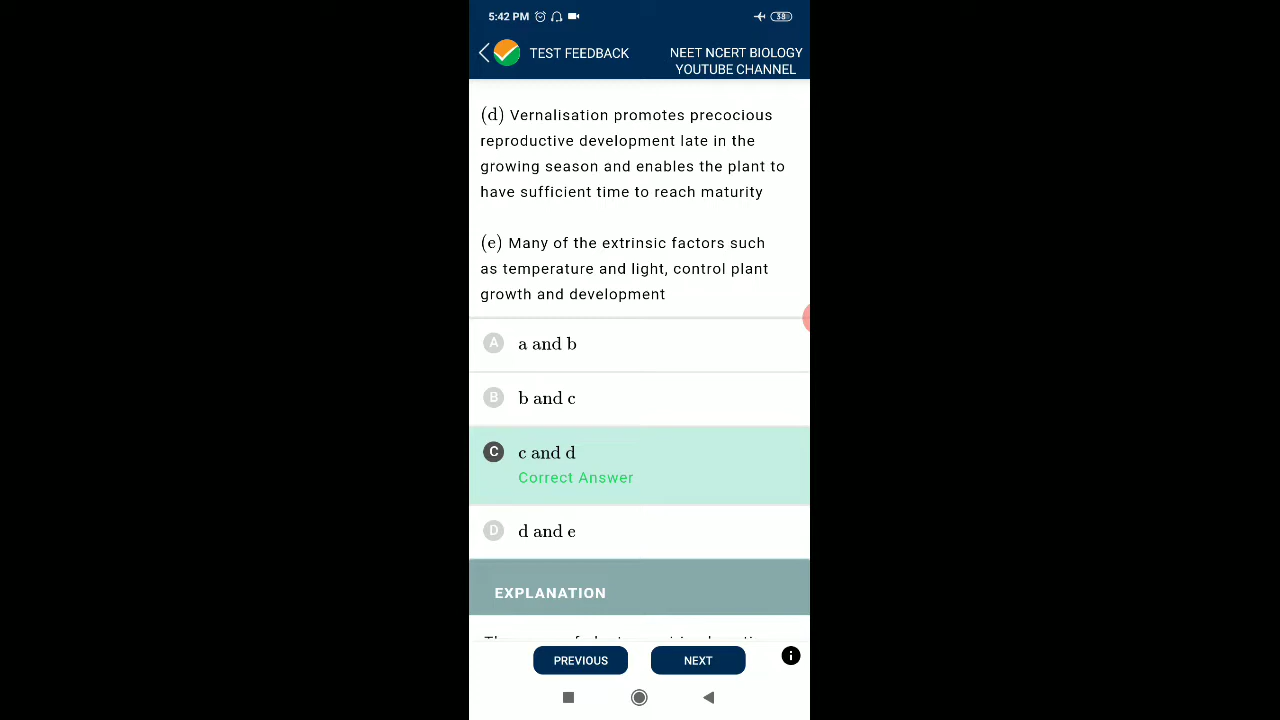 5:42 PM 38
TEST FEEDBACK
NEET NCERT BIOLOGY
YOUTUBE CHANNEL
(d) Vernalisation promotes precocious
reproductive development late in the
growing season and enables the plant to
have sufficient time to reach maturity
(e) Many of the extrinsic factors such
as temperature and light, control plant
growth and development
A a and b
B b and c
C c and d
Correct Answer
D d and e
EXPLANATION
PREVIOUS NEXT